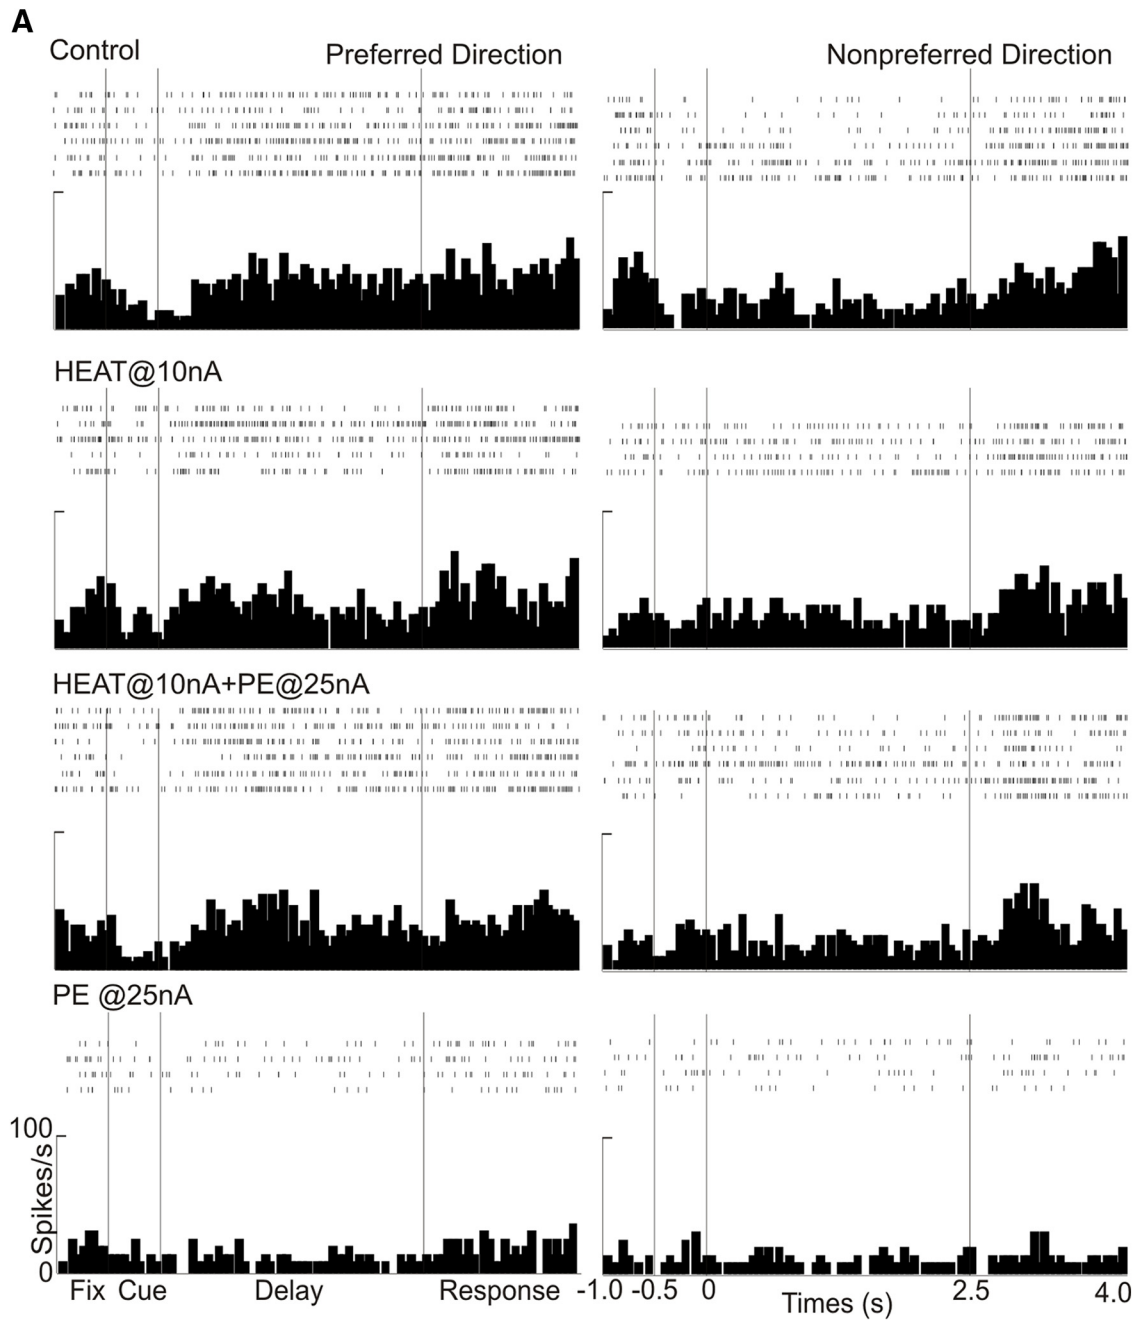 A
Control
Preferred Direction
Nonpreferred Direction
HEAT@10nA
HEAT@10nA+PE@25nA
PE @25nA
100
Spikes/s
0
Fix Cue Delay Response
-1.0 -0.5 0 2.5 4.0
Times (s)